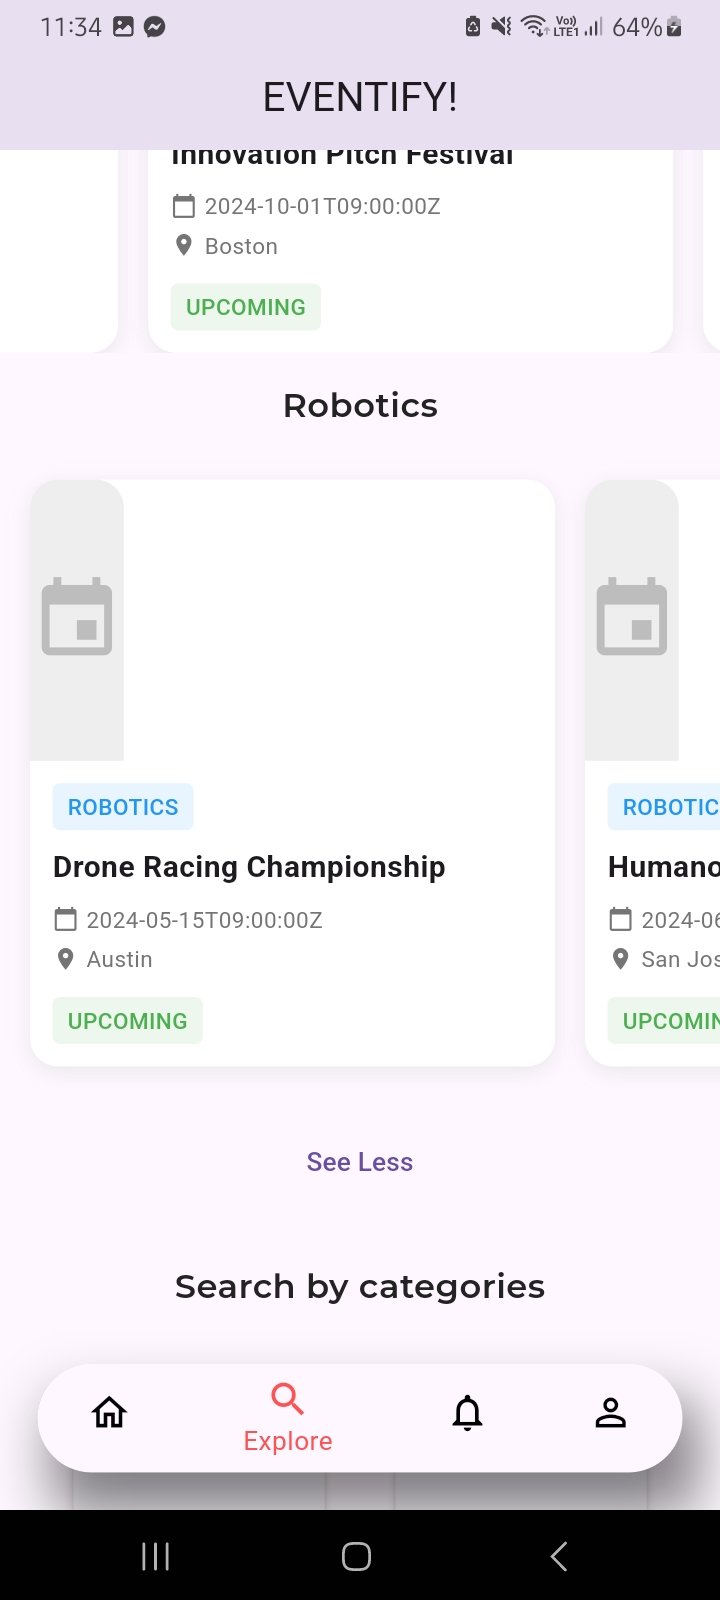 11:34
Vo)) LTE1 64%
EVENTIFY!
Innovation Pitch Festival
2024-10-01T09:00:00Z
Boston
UPCOMING
Robotics
ROBOTICS ROBOTIC
Drone Racing Championship Humano
2024-05-15T09:00:00Z 2024-06
Austin San Jos
UPCOMING UPCOMIN
See Less
Search by categories
Explore